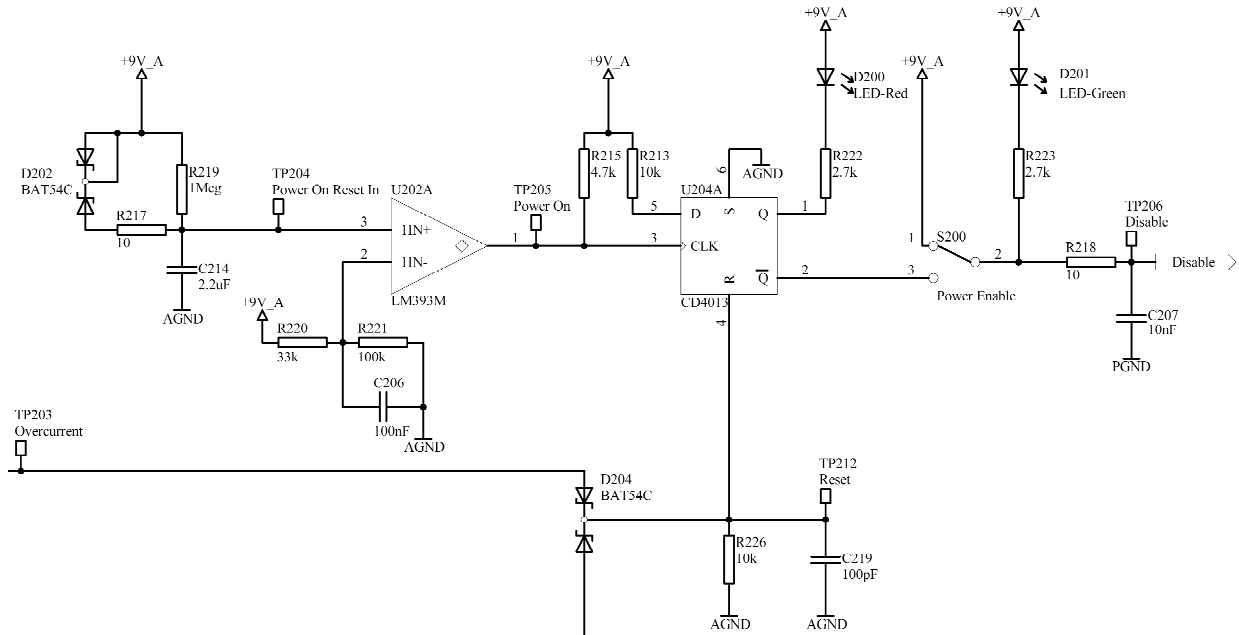 +9V_A
+9V_A
+9V_A
+9V_A
+9V_A
D200
LED-Red
D201
LED-Green
D202
BAT54C
R219
1Meg
TP204
Power On Reset In
U202A
R215
4.7k
R213
10k
6
AGND
R222
2.7k
R223
2.7k
TP205
Power On
U204A
R217
10
3
1IN+
5
D
S
Q
1
TP206
Disable
2
1IN-
1
3
CLK
1
S200
2
R218
10
Disable
C214
2.2uF
AGND
LM393M
R
Q
2
3
CD4013
Power Enable
+9V_A
R220
33k
R221
100k
4
C207
10nF
PGND
C206
100nF
AGND
TP203
Overcurrent
D204
BAT54C
TP212
Reset
R226
10k
C219
100pF
AGND
AGND